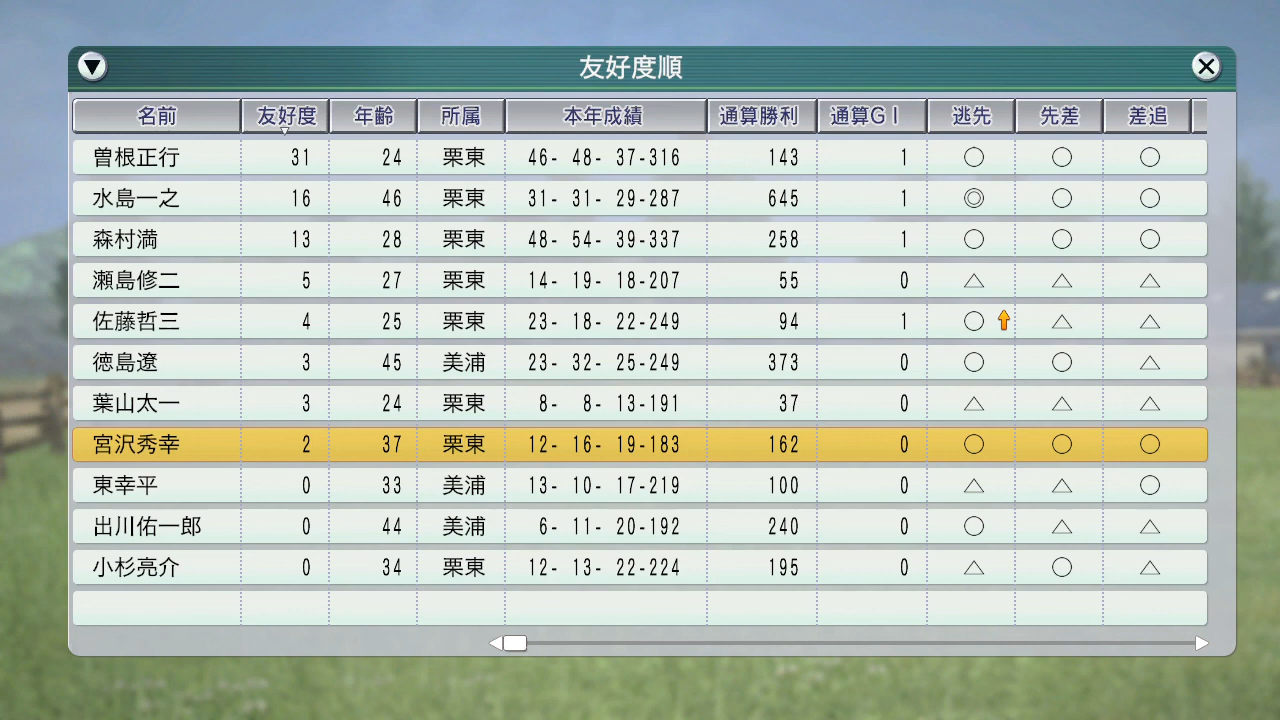 友好度順
名前 友好度 年齢 所属 本年成績 通算勝利 通算GⅠ 逃先 先差 差追
曽根正行 31 24 栗東 46- 48- 37-316 143 1 ○ ○ ○
水島一之 16 46 栗東 31- 31- 29-287 645 1 ◎ ○ ○
森村満 13 28 栗東 48- 54- 39-337 258 1 ○ ○ ○
瀬島修二 5 27 栗東 14- 19- 18-207 55 0 △ △ △
佐藤哲三 4 25 栗東 23- 18- 22-249 94 1 ○ △ △
徳島遼 3 45 美浦 23- 32- 25-249 373 0 ○ ○ △
葉山太一 3 24 栗東 8- 8- 13-191 37 0 △ △ △
宮沢秀幸 2 37 栗東 12- 16- 19-183 162 0 ○ ○ ○
東幸平 0 33 美浦 13- 10- 17-219 100 0 △ △ ○
出川佑一郎 0 44 美浦 6- 11- 20-192 240 0 ○ △ △
小杉亮介 0 34 栗東 12- 13- 22-224 195 0 △ ○ △